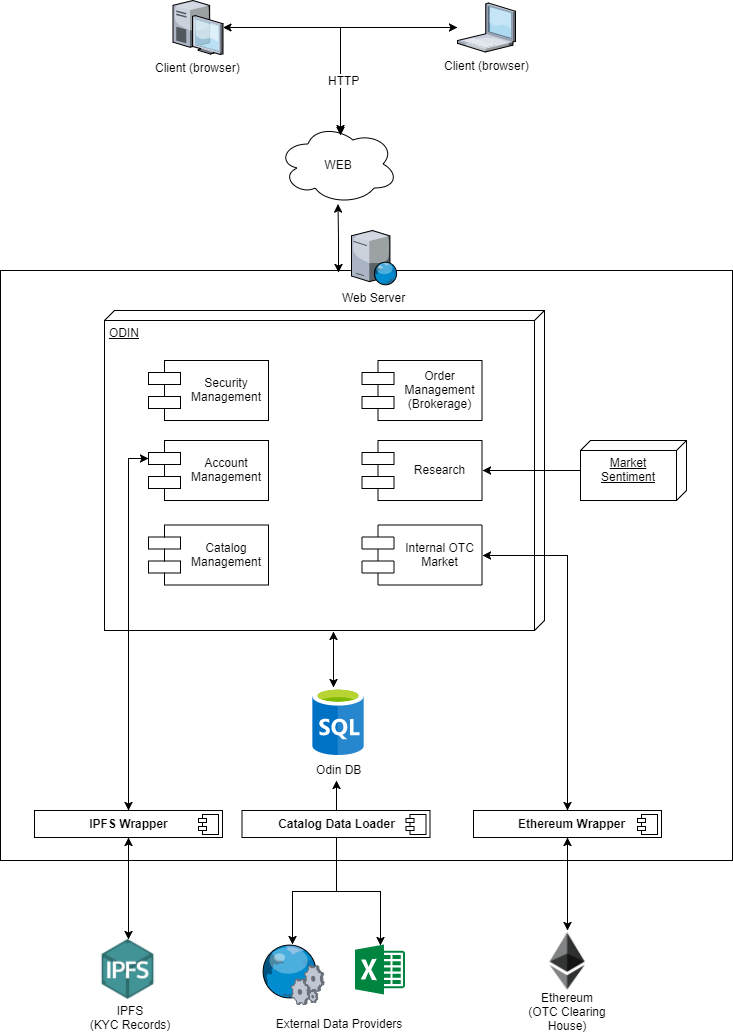 Client (browser)
Client (browser)
HTTP
WEB
Web Server
ODIN
Security
Management
Order
Management
(Brokerage)
Account
Management
Research
Market
Sentiment
Catalog
Management
Internal OTC
Market
SQL
Odin DB
IPFS Wrapper
Catalog Data Loader
Ethereum Wrapper
IPFS
X
IPFS
(KYC Records)
External Data Providers
Ethereum
(OTC Clearing
House)